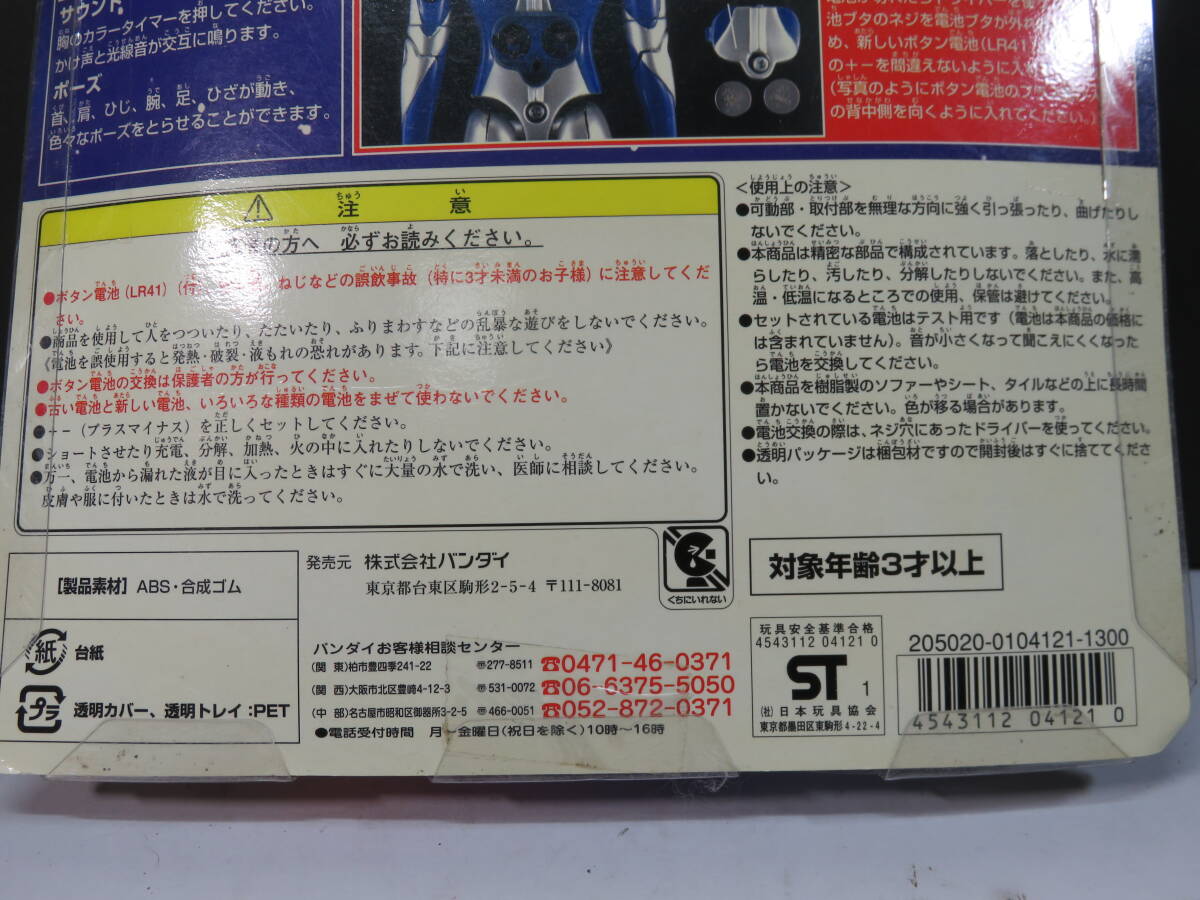 サウンド
胸のカラータイマーを押してください。
かけ声と光線音が交互に鳴ります。
ポーズ
首、肩、ひじ、腕、足、ひざが動き、
色々なポーズをとらせることができます。
池ブタのネジを電池ブタが外れ
め、新しいボタン電池(LR41)
の+-を間違えないように入
(写真のようにボタン電池の
の背中側を向くように入れてください。)
注意
の方へ 必ずお読みください。
●ボタン電池(LR41)(付 ねじなどの誤飲事故(特に3才未満のお子様)に注意してくだ
さい。
●商品を使用して人をつついたり、たたいたり、ふりまわすなどの乱暴な遊びをしないでください。
《電池を誤使用すると発熱・破裂・液もれの恐れがあります。下記に注意してください》
●ボタン電池の交換は保護者の方が行ってください。
●古い電池と新しい電池、いろいろな種類の電池をまぜて使わないでください。
●+-(プラスマイナス)を正しくセットしてください。
●ショートさせたり充電、分解、加熱、火の中に入れたりしないでください。
●万一、電池から漏れた液が目に入ったときはすぐに大量の水で洗い、医師に相談してください。
皮膚や服に付いたときは水で洗ってください。
<使用上の注意>
●可動部・取付部を無理な方向に強く引っ張ったり、曲げたりし
ないでください。
●本商品は精密な部品で構成されています。落としたり、水に濡
らしたり、汚したり、分解したりしないでください。また、高
温・低温になるところでの使用、保管は避けてください。
●セットされている電池はテスト用です(電池は本商品の価格に
は含まれていません)。音が小さくなって聞こえにくくなった
ら電池を交換してください。
●本商品を樹脂製のソファーやシート、タイルなどの上に長時間
置かないでください。色が移る場合があります。
●電池交換の際は、ネジ穴にあったドライバーを使ってください。
●透明パッケージは梱包材ですので開封後はすぐに捨ててくださ
い。
【製品素材】ABS・合成ゴム
紙 台紙
プラ 透明カバー、透明トレイ:PET
発売元 株式会社バンダイ
東京都台東区駒形2-5-4 〒111-8081
くちにいれない
バンダイお客様相談センター
(関 東)柏市豊四季241-22 〒277-8511 ☎0471-46-0371
(関 西)大阪市北区豊崎4-12-3 〒531-0072 ☎06-6375-5050
(中 部)名古屋市昭和区御器所3-2-5 〒466-0051 ☎052-872-0371
●電話受付時間 月~金曜日(祝日を除く)10時~16時
対象年齢3才以上
玩具安全基準合格
4543112 04121 0
ST 1
(社)日本玩具協会
東京都墨田区東駒形4-22-4
205020-0104121-1300
4543112 041210